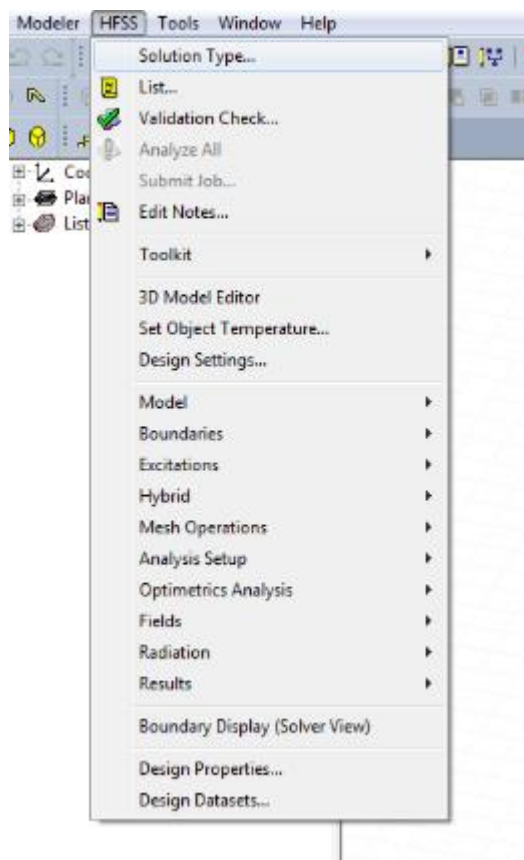 Modeler HFSS Tools Window Help
Solution Type...
List...
Validation Check...
Analyze All
Submit Job...
Edit Notes...
Toolkit
3D Model Editor
Set Object Temperature...
Design Settings...
Model
Boundaries
Excitations
Hybrid
Mesh Operations
Analysis Setup
Optimetrics Analysis
Fields
Radiation
Results
Boundary Display (Solver View)
Design Properties...
Design Datasets...
Coo
Plan
List